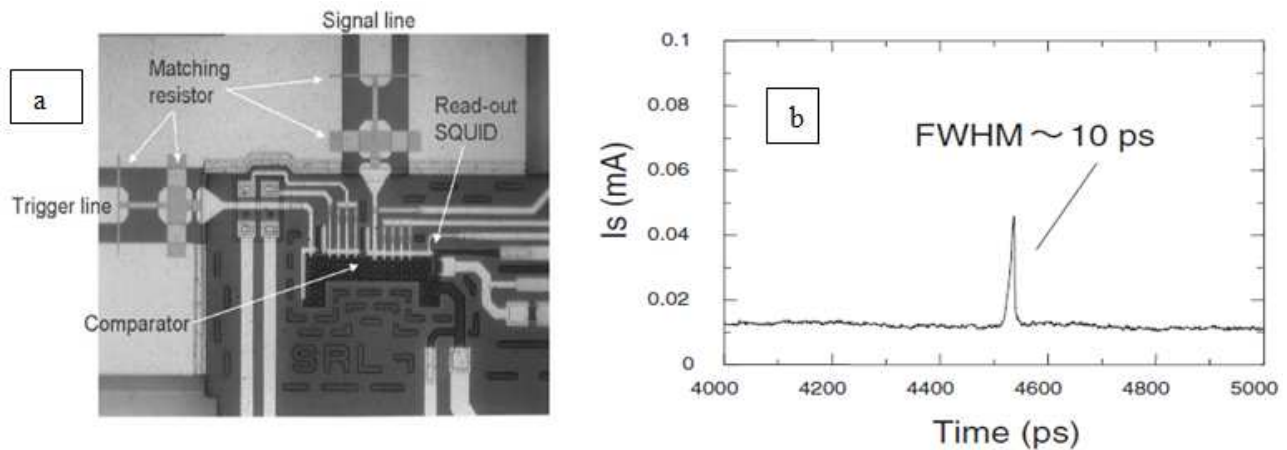 Signal line
a
Matching
resistor
Read-out
SQUID
Trigger line
Comparator
SRL
0.1
0.08
0.06
0.04
0.02
0
Is (mA)
b
FWHM ~ 10 ps
4000
4200
4400
4600
4800
5000
Time (ps)